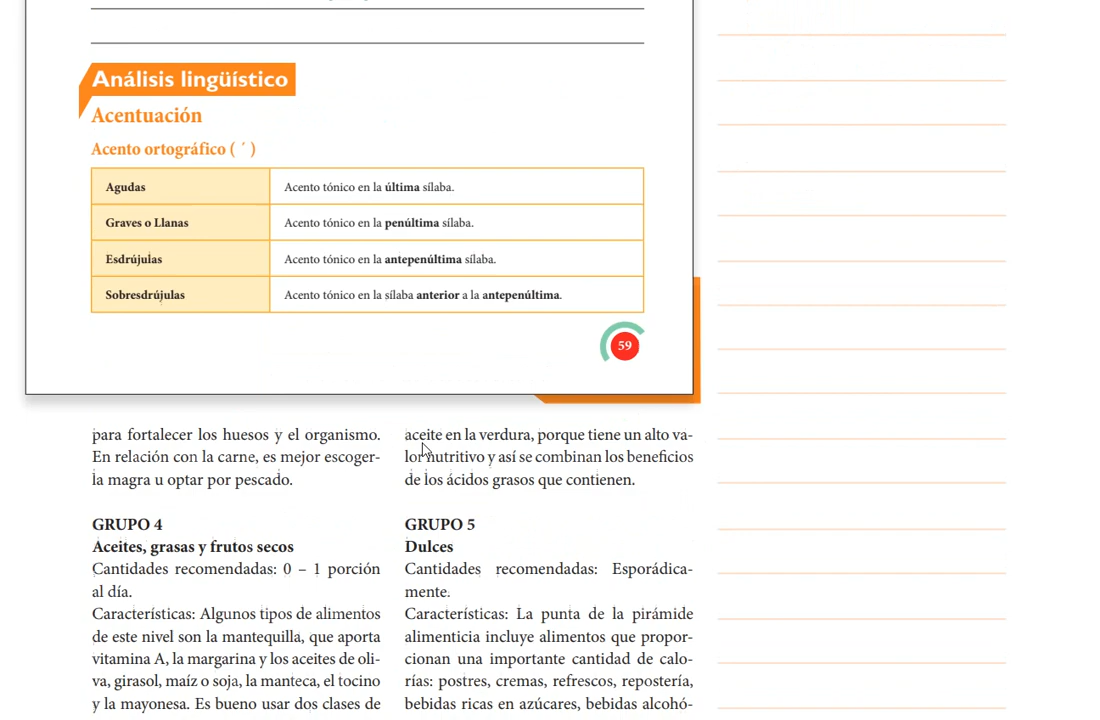 Análisis lingüístico
Acentuación
Acento ortográfico ( ´ )
Agudas
Acento tónico en la última sílaba.
Graves o Llanas
Acento tónico en la penúltima sílaba.
Esdrújulas
Acento tónico en la antepenúltima sílaba.
Sobresdrújulas
Acento tónico en la sílaba anterior a la antepenúltima.
59
para fortalecer los huesos y el organismo.
En relación con la carne, es mejor escoger-
la magra u optar por pescado.
GRUPO 4
Aceites, grasas y frutos secos
Cantidades recomendadas: 0 – 1 porción
al día.
Características: Algunos tipos de alimentos
de este nivel son la mantequilla, que aporta
vitamina A, la margarina y los aceites de oli-
va, girasol, maíz o soja, la manteca, el tocino
y la mayonesa. Es bueno usar dos clases de
aceite en la verdura, porque tiene un alto va-
lor nutritivo y así se combinan los beneficios
de los ácidos grasos que contienen.
GRUPO 5
Dulces
Cantidades recomendadas: Esporádica-
mente.
Características: La punta de la pirámide
alimenticia incluye alimentos que propor-
cionan una importante cantidad de calo-
rías: postres, cremas, refrescos, repostería,
bebidas ricas en azúcares, bebidas alcohó-